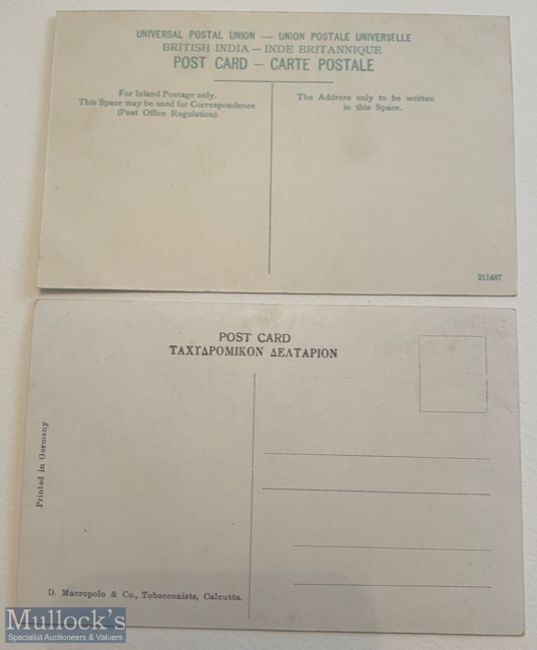 UNIVERSAL POSTAL UNION — UNION POSTALE UNIVERSELLE
BRITISH INDIA — INDE BRITANNIQUE
POST CARD — CARTE POSTALE
For Inland Postage only.
This Space may be used for Correspondence
(Post Office Regulation).
The Address only to be written
in this Space.
211487
POST CARD
ΤΑΧΥΔΡΟΜΙΚΟΝ ΔΕΛΤΑΡΙΟΝ
Printed in Germany
D. Macropolo & Co., Tobacconists, Calcutta.
Mullock's
Specialist Auctioneers & Valuers